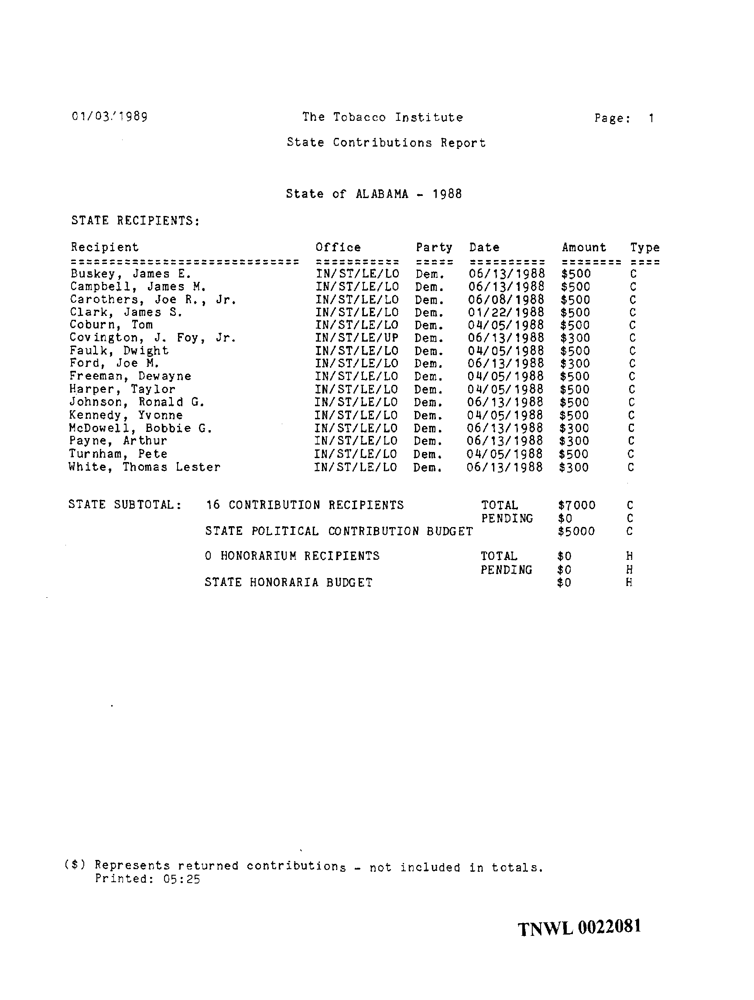 01/03/1989 The Tobacco Institute Page: 1
State Contributions Report
State of ALABAMA - 1988
STATE RECIPIENTS:
Recipient Office Party Date Amount Type
============================== =========== ===== ========== ======== ====
Buskey, James E. IN/ST/LE/LO Dem. 06/13/1988 $500 C
Campbell, James M. IN/ST/LE/LO Dem. 06/13/1988 $500 C
Carothers, Joe R., Jr. IN/ST/LE/LO Dem. 06/08/1988 $500 C
Clark, James S. IN/ST/LE/LO Dem. 01/22/1988 $500 C
Coburn, Tom IN/ST/LE/LO Dem. 04/05/1988 $500 C
Covington, J. Foy, Jr. IN/ST/LE/UP Dem. 06/13/1988 $300 C
Faulk, Dwight IN/ST/LE/LO Dem. 04/05/1988 $500 C
Ford, Joe M. IN/ST/LE/LO Dem. 06/13/1988 $300 C
Freeman, Dewayne IN/ST/LE/LO Dem. 04/05/1988 $500 C
Harper, Taylor IN/ST/LE/LO Dem. 04/05/1988 $500 C
Johnson, Ronald G. IN/ST/LE/LO Dem. 06/13/1988 $500 C
Kennedy, Yvonne IN/ST/LE/LO Dem. 04/05/1988 $500 C
McDowell, Bobbie G. IN/ST/LE/LO Dem. 06/13/1988 $300 C
Payne, Arthur IN/ST/LE/LO Dem. 06/13/1988 $300 C
Turnham, Pete IN/ST/LE/LO Dem. 04/05/1988 $500 C
White, Thomas Lester IN/ST/LE/LO Dem. 06/13/1988 $300 C
STATE SUBTOTAL: 16 CONTRIBUTION RECIPIENTS TOTAL $7000 C
PENDING $0 C
STATE POLITICAL CONTRIBUTION BUDGET $5000 C
0 HONORARIUM RECIPIENTS TOTAL $0 H
PENDING $0 H
STATE HONORARIA BUDGET $0 H
($) Represents returned contributions - not included in totals.
Printed: 05:25
TNWL 0022081